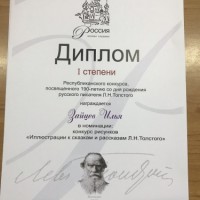 Россия
Диплом
I степени
Республиканского конкурса,
посвященного 190-летию со дня рождения
русского писателя Л.Н.Толстого
награждается
Зайцев Илья
в номинации:
конкурс рисунков
«Иллюстрации к сказкам и рассказам Л.Н.Толстого»